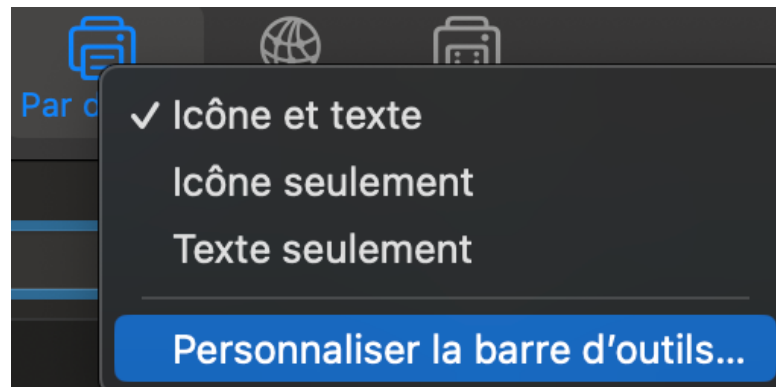 Par
Icône et texte
Icône seulement
Texte seulement
Personnaliser la barre d’outils...